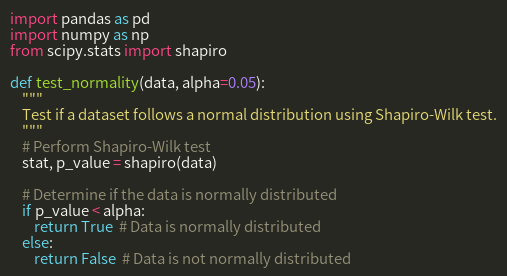 import pandas as pd
import numpy as np
from scipy.stats import shapiro

def test_normality(data, alpha=0.05):
    """
    Test if a dataset follows a normal distribution using Shapiro-Wilk test.
    """
    # Perform Shapiro-Wilk test
    stat, p_value = shapiro(data)

    # Determine if the data is normally distributed
    if p_value < alpha:
        return True  # Data is normally distributed
    else:
        return False  # Data is not normally distributed